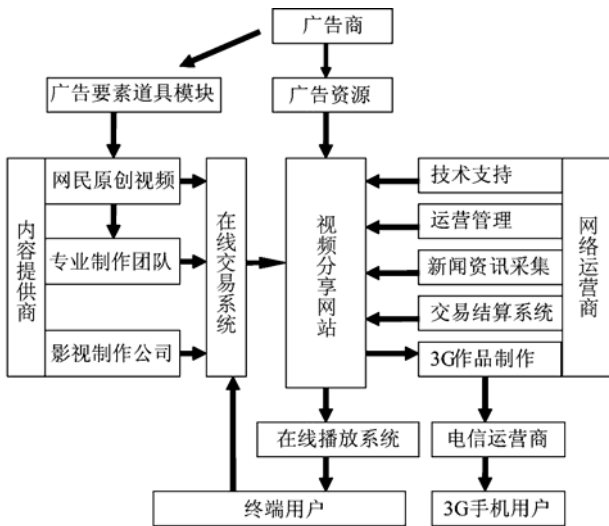 广告商
广告要素道具模块
广告资源
内容提供商
网民原创视频
专业制作团队
影视制作公司
在线交易系统
视频分享网站
技术支持
运营管理
新闻资讯采集
交易结算系统
3G作品制作
网络运营商
在线播放系统
电信运营商
终端用户
3G手机用户